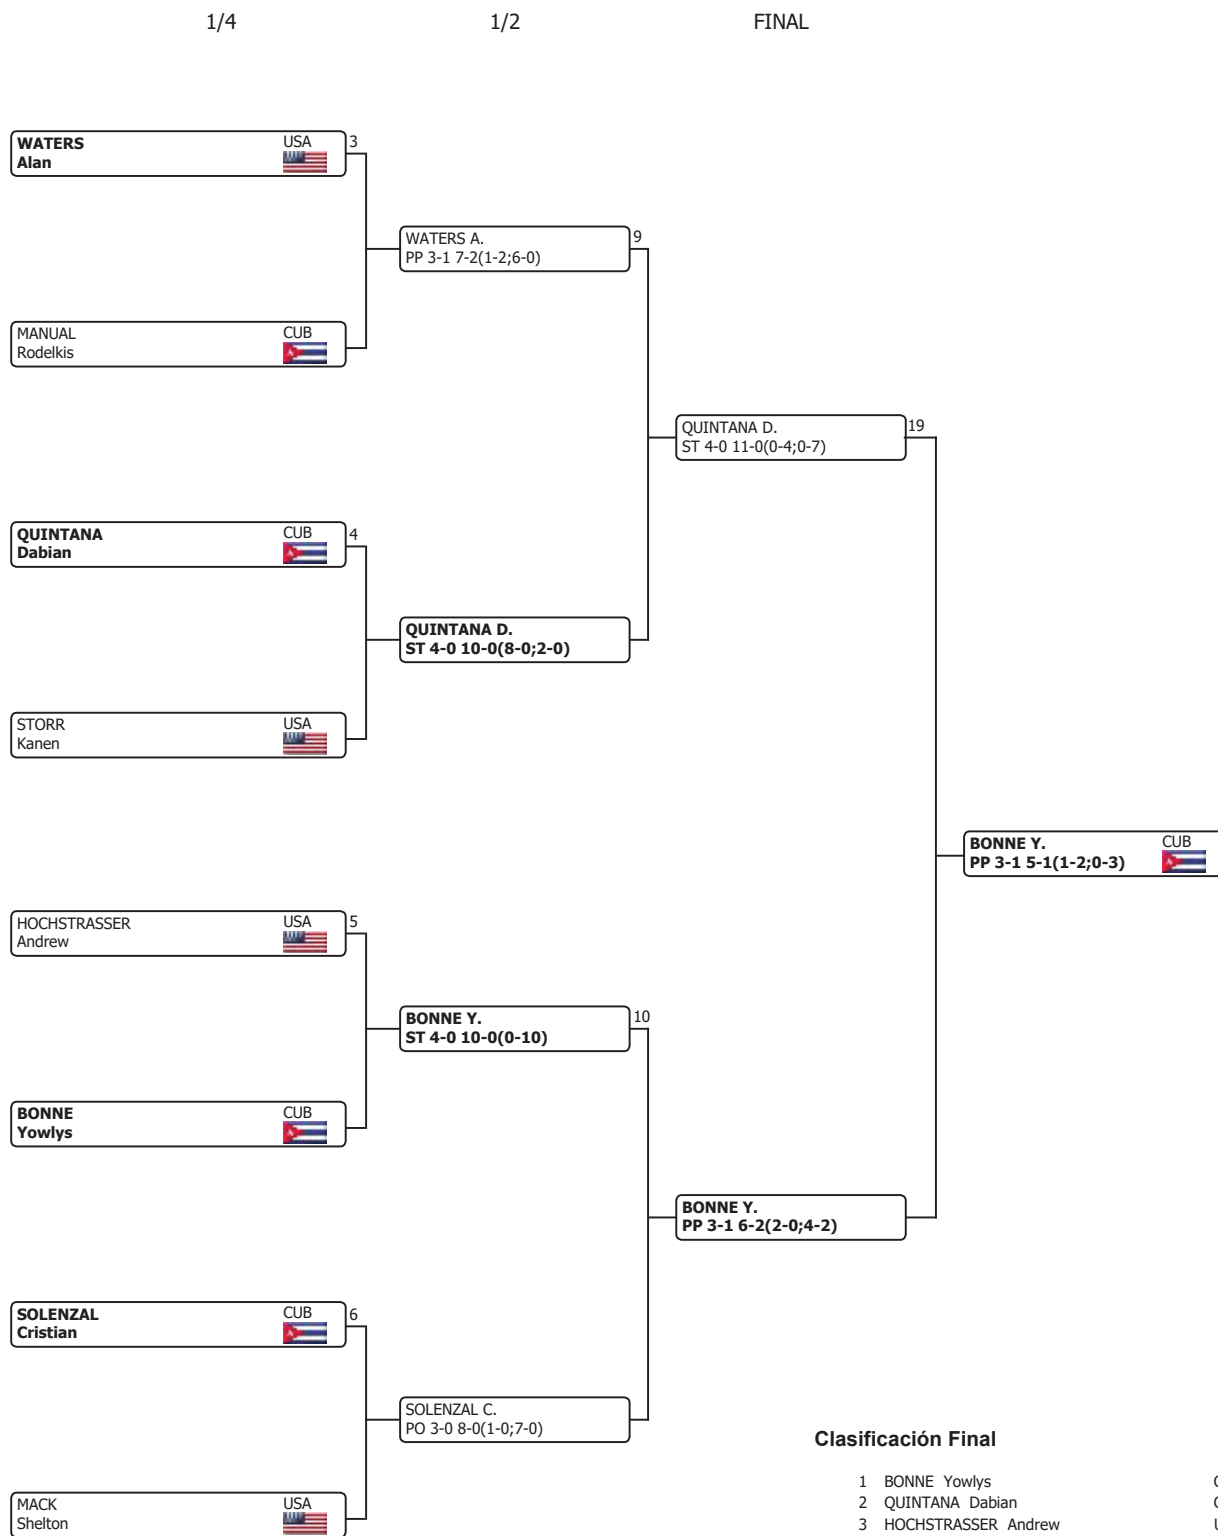 1/4 1/2 FINAL
WATERS USA 3
Alan
WATERS A. 9
PP 3-1 7-2(1-2;6-0)
MANUAL CUB
Rodelkis
QUINTANA D. 19
ST 4-0 11-0(0-4;0-7)
QUINTANA CUB 4
Dabian
QUINTANA D.
ST 4-0 10-0(8-0;2-0)
STORR USA
Kanen
BONNE Y. CUB
PP 3-1 5-1(1-2;0-3)
HOCHSTRASSER USA 5
Andrew
BONNE Y. 10
ST 4-0 10-0(0-10)
BONNE CUB
Yowlys
BONNE Y.
PP 3-1 6-2(2-0;4-2)
SOLENZAL CUB 6
Cristian
SOLENZAL C.
PO 3-0 8-0(1-0;7-0)
Clasificación Final
MACK USA
Shelton
1 BONNE Yowlys
2 QUINTANA Dabian
3 HOCHSTRASSER Andrew